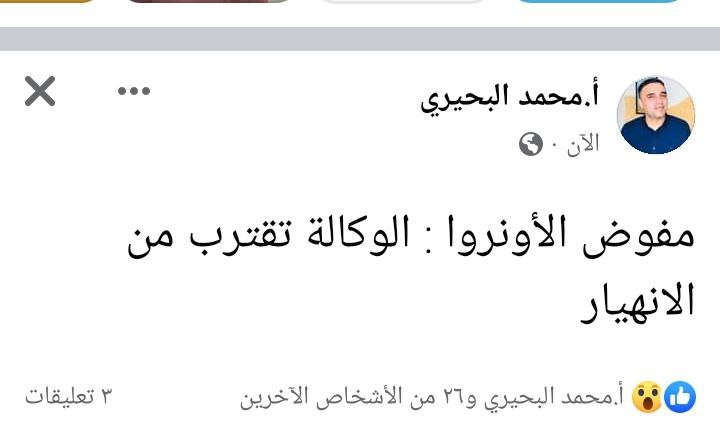 أ.محمد البحيري
الآن ·
مفوض الأونروا : الوكالة تقترب من
الانهيار
أ.محمد البحيري و٢٦ من الأشخاص الآخرين
٣ تعليقات